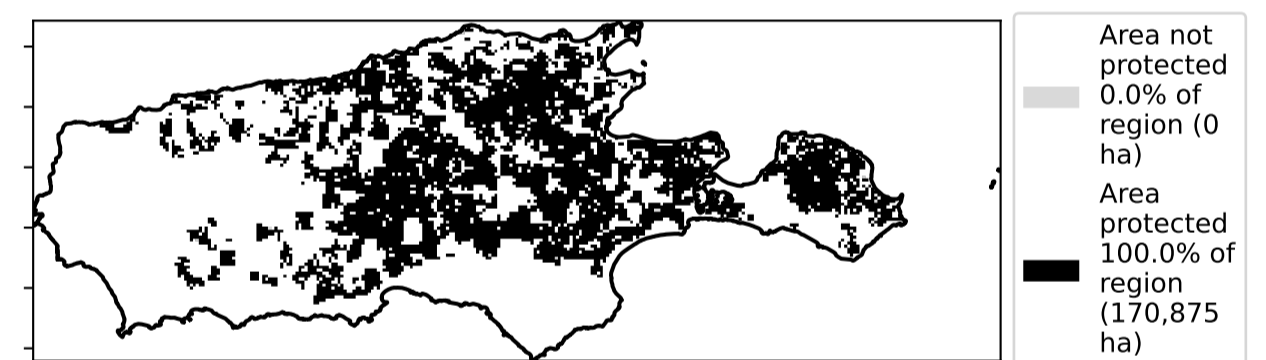 Area not
protected
0.0% of
region (0
ha)
Area
protected
100.0% of
region
(170,875
ha)